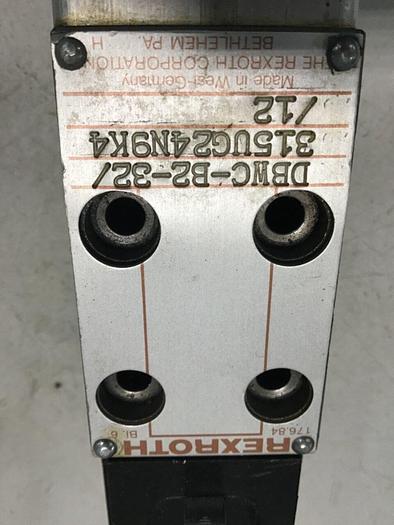 176.84
REXROTH
Bl. 6
DBWC-B2-32/
315UG24N9K4
/12
Made in West-Germany
THE REXROTH CORPORATION
BETHLEHEM PA. H